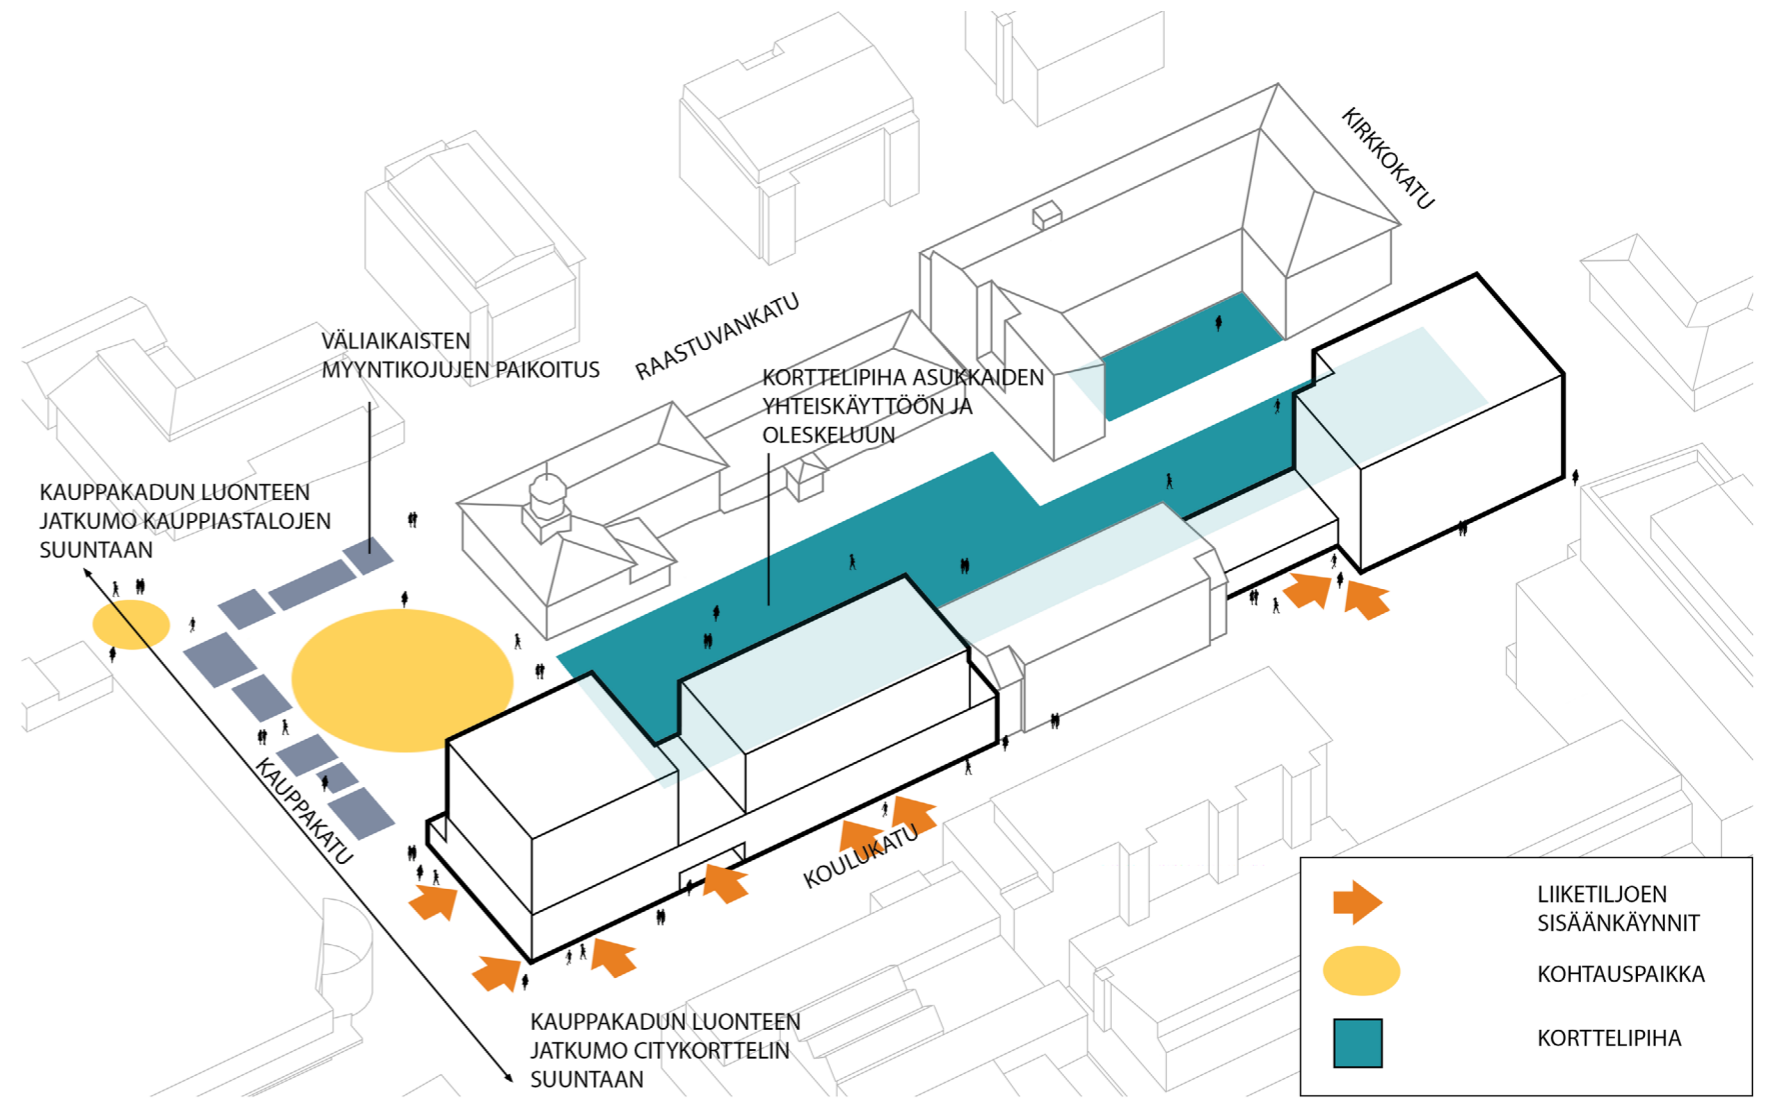 KIRKKOKATU
RAASTUVANKATU
VÄLIAIKAISTEN
MYYNTIKOJUJEN PAIKOITUS
KORTTELIPIHA ASUKKAIDEN
YHTEISKÄYTTÖÖN JA
OLESKELUUN
KAUPPAKADUN LUONTEEN
JATKUMO KAUPPIASTALOJEN
SUUNTAAN
KAUPPAKATU
KOULUKATU
KAUPPAKADUN LUONTEEN
JATKUMO CITYKORTTELIN
SUUNTAAN
LIIKETILJOEN
SISÄÄNKÄYNNIT
KOHTAUSPAIKKA
KORTTELIPIHA